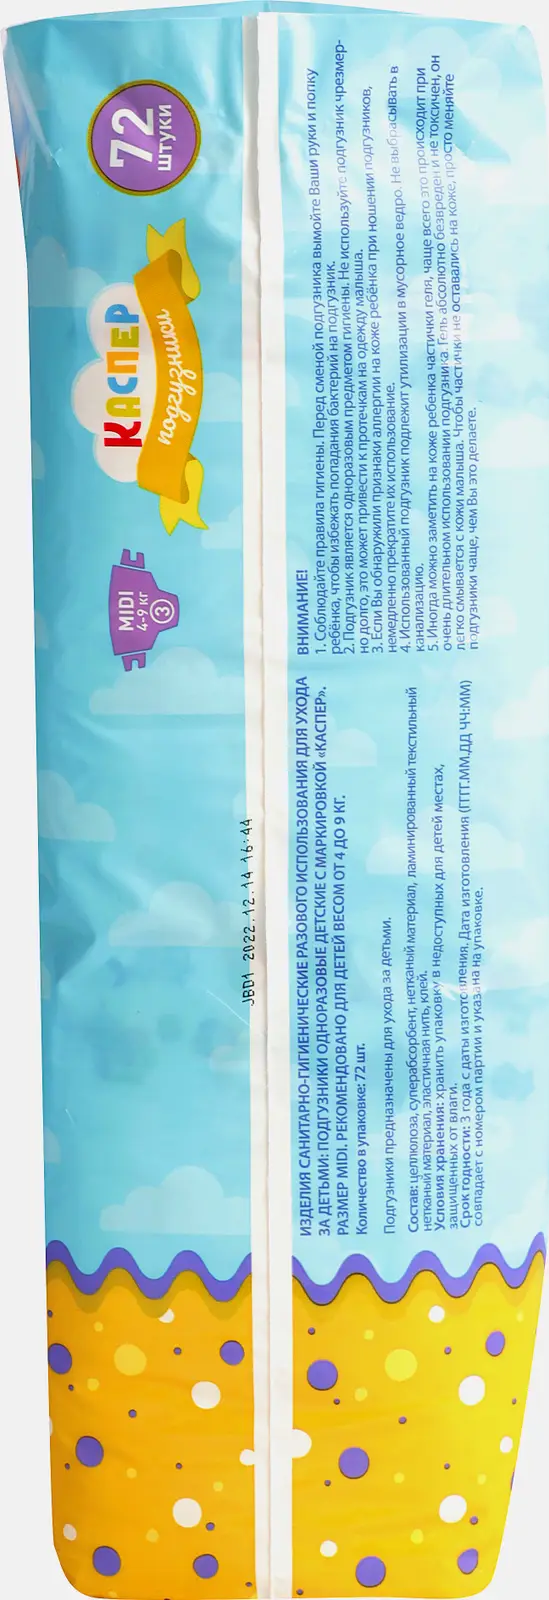 72
ШТУКИ
КАСПЕР
подгузники
MIDI
4-9 кг
3
JBD1 2022.12.14 16:44
ИЗДЕЛИЯ САНИТАРНО-ГИГИЕНИЧЕСКИЕ РАЗОВОГО ИСПОЛЬЗОВАНИЯ ДЛЯ УХОДА
ЗА ДЕТЬМИ: ПОДГУЗНИКИ ОДНОРАЗОВЫЕ ДЕТСКИЕ С МАРКИРОВКОЙ «КАСПЕР».
РАЗМЕР MIDI. РЕКОМЕНДОВАНО ДЛЯ ДЕТЕЙ ВЕСОМ ОТ 4 ДО 9 КГ.
Количество в упаковке: 72 шт.
Подгузники предназначены для ухода за детьми.
Состав: целлюлоза, суперабсорбент, нетканый материал, ламинированный текстильный
нетканый материал, эластичная нить, клей.
Условия хранения: хранить упаковку в недоступных для детей местах,
защищенных от влаги.
Срок годности: 3 года с даты изготовления. Дата изготовления (ГГГГ.ММ.ДД ЧЧ:ММ)
совпадает с номером партии и указана на упаковке.
ВНИМАНИЕ!
1. Соблюдайте правила гигиены. Перед сменой подгузника вымойте Ваши руки и попку
ребёнка, чтобы избежать попадания бактерий на подгузник.
2. Подгузник является одноразовым предметом гигиены. Не используйте подгузник чрезмер-
но долго, это может привести к протечкам на одежду малыша.
3. Если Вы обнаружили признаки аллергии на коже ребёнка при ношении подгузников,
немедленно прекратите их использование.
4. Использованный подгузник подлежит утилизации в мусорное ведро. Не выбрасывать в
канализацию.
5. Иногда можно заметить на коже ребенка частички геля, чаще всего это происходит при
очень длительном использовании подгузника. Гель абсолютно безвреден и не токсичен, он
легко смывается с кожи малыша. Чтобы частички не оставались на коже, просто меняйте
подгузники чаще, чем Вы это делаете.